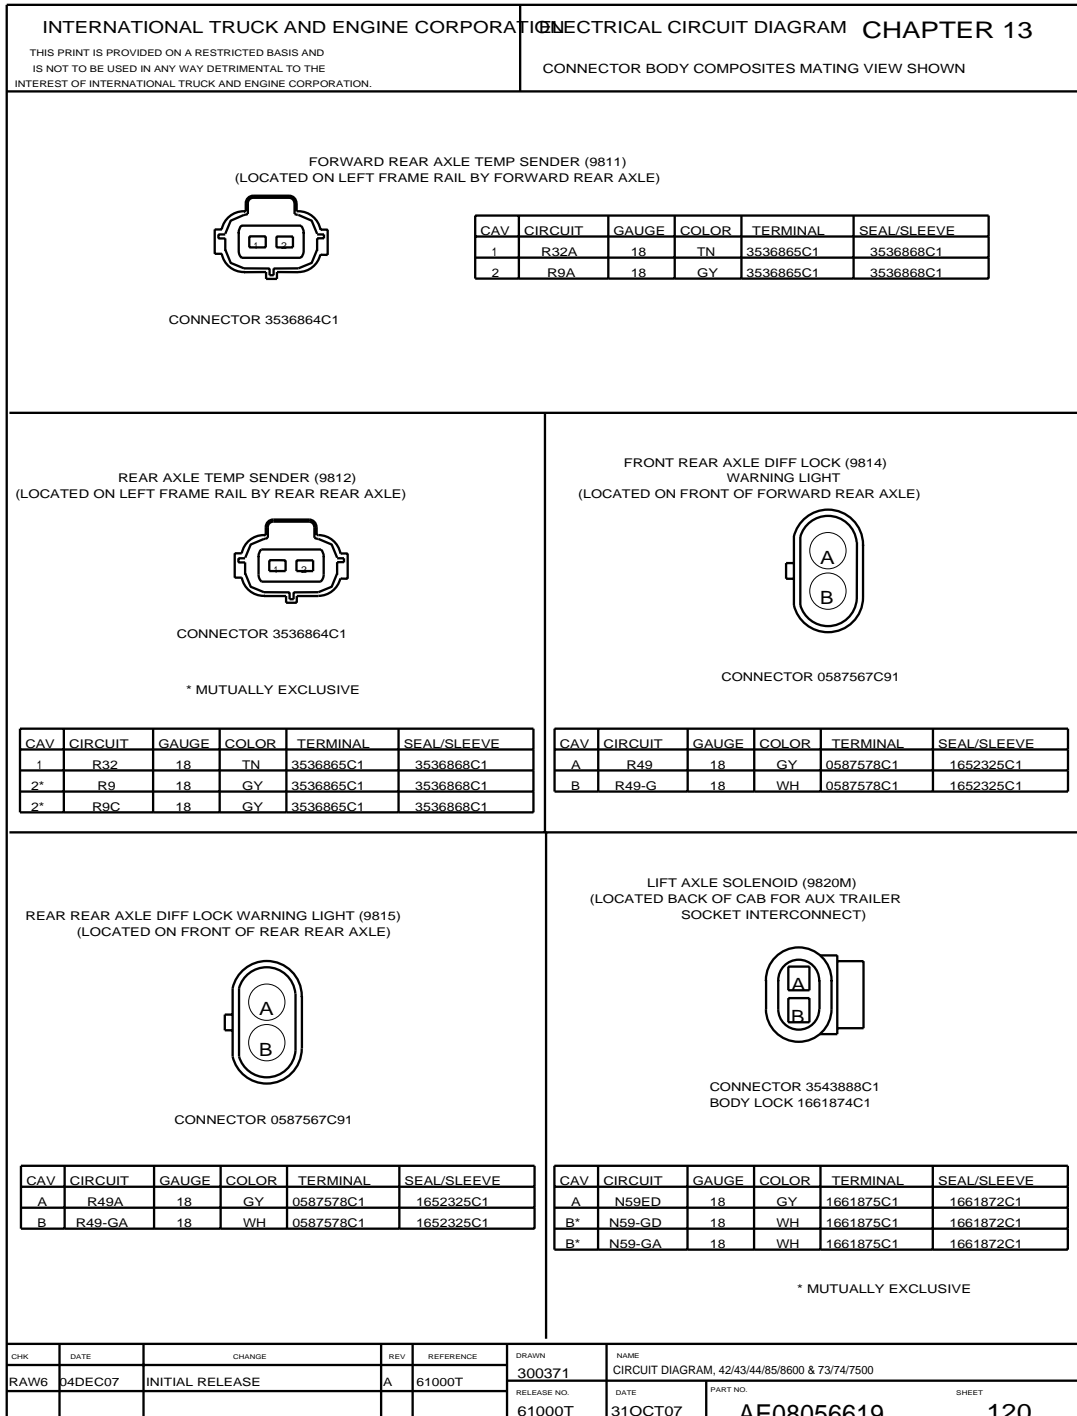 INTERNATIONAL TRUCK AND ENGINE CORPORATION
THIS PRINT IS PROVIDED ON A RESTRICTED BASIS AND
IS NOT TO BE USED IN ANY WAY DETRIMENTAL TO THE
INTEREST OF INTERNATIONAL TRUCK AND ENGINE CORPORATION.
ELECTRICAL CIRCUIT DIAGRAM CHAPTER 13
CONNECTOR BODY COMPOSITES MATING VIEW SHOWN
FORWARD REAR AXLE TEMP SENDER (9811)
(LOCATED ON LEFT FRAME RAIL BY FORWARD REAR AXLE)
1 2
CONNECTOR 3536864C1
CAV CIRCUIT GAUGE COLOR TERMINAL SEAL/SLEEVE
1 R32A 18 TN 3536865C1 3536868C1
2 R9A 18 GY 3536865C1 3536868C1
REAR AXLE TEMP SENDER (9812)
(LOCATED ON LEFT FRAME RAIL BY REAR REAR AXLE)
1 2
CONNECTOR 3536864C1
* MUTUALLY EXCLUSIVE
CAV CIRCUIT GAUGE COLOR TERMINAL SEAL/SLEEVE
1 R32 18 TN 3536865C1 3536868C1
2* R9 18 GY 3536865C1 3536868C1
2* R9C 18 GY 3536865C1 3536868C1
FRONT REAR AXLE DIFF LOCK (9814)
WARNING LIGHT
(LOCATED ON FRONT OF FORWARD REAR AXLE)
A
B
CONNECTOR 0587567C91
CAV CIRCUIT GAUGE COLOR TERMINAL SEAL/SLEEVE
A R49 18 GY 0587578C1 1652325C1
B R49-G 18 WH 0587578C1 1652325C1
REAR REAR AXLE DIFF LOCK WARNING LIGHT (9815)
(LOCATED ON FRONT OF REAR REAR AXLE)
A
B
CONNECTOR 0587567C91
CAV CIRCUIT GAUGE COLOR TERMINAL SEAL/SLEEVE
A R49A 18 GY 0587578C1 1652325C1
B R49-GA 18 WH 0587578C1 1652325C1
LIFT AXLE SOLENOID (9820M)
(LOCATED BACK OF CAB FOR AUX TRAILER
SOCKET INTERCONNECT)
A
B
CONNECTOR 3543888C1
BODY LOCK 1661874C1
CAV CIRCUIT GAUGE COLOR TERMINAL SEAL/SLEEVE
A N59ED 18 GY 1661875C1 1661872C1
B* N59-GD 18 WH 1661875C1 1661872C1
B* N59-GA 18 WH 1661875C1 1661872C1
* MUTUALLY EXCLUSIVE
CHK DATE CHANGE REV REFERENCE
RAW6 04DEC07 INITIAL RELEASE A 61000T
DRAWN
300371
NAME
CIRCUIT DIAGRAM, 42/43/44/85/8600 & 73/74/7500
RELEASE NO.
61000T
DATE
31OCT07
PART NO.
AE08056619
SHEET
120